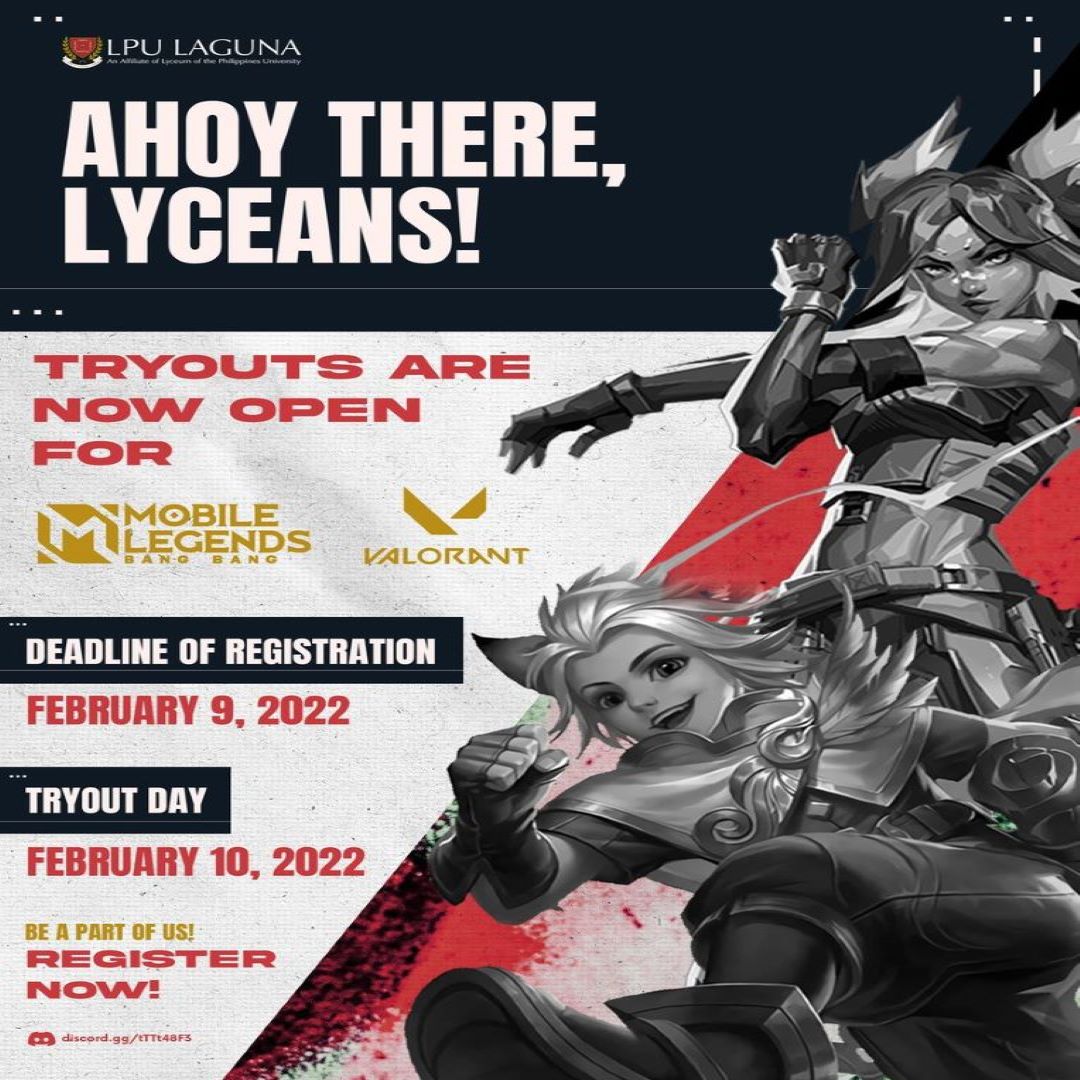 LPU LAGUNA
An Affiliate of Lyceum of the Philippines University
AHOY THERE,
LYCEANS!
TRYOUTS ARE
NOW OPEN
FOR
MOBILE
LEGENDS
BANG BANG
VALORANT
DEADLINE OF REGISTRATION
FEBRUARY 9, 2022
TRYOUT DAY
FEBRUARY 10, 2022
BE A PART OF US!
REGISTER
NOW!
discord.gg/tTTt48F3